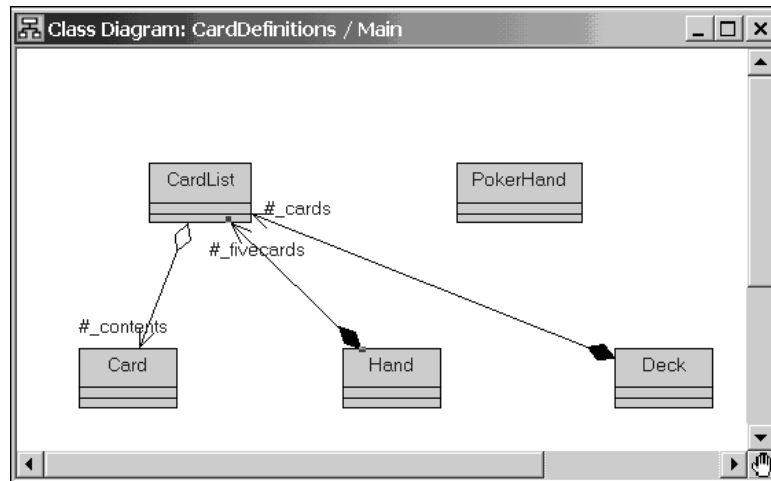 Class Diagram: CardDefinitions / Main
CardList
PokerHand
#_cards
#_fivecards
#_contents
Card
Hand
Deck